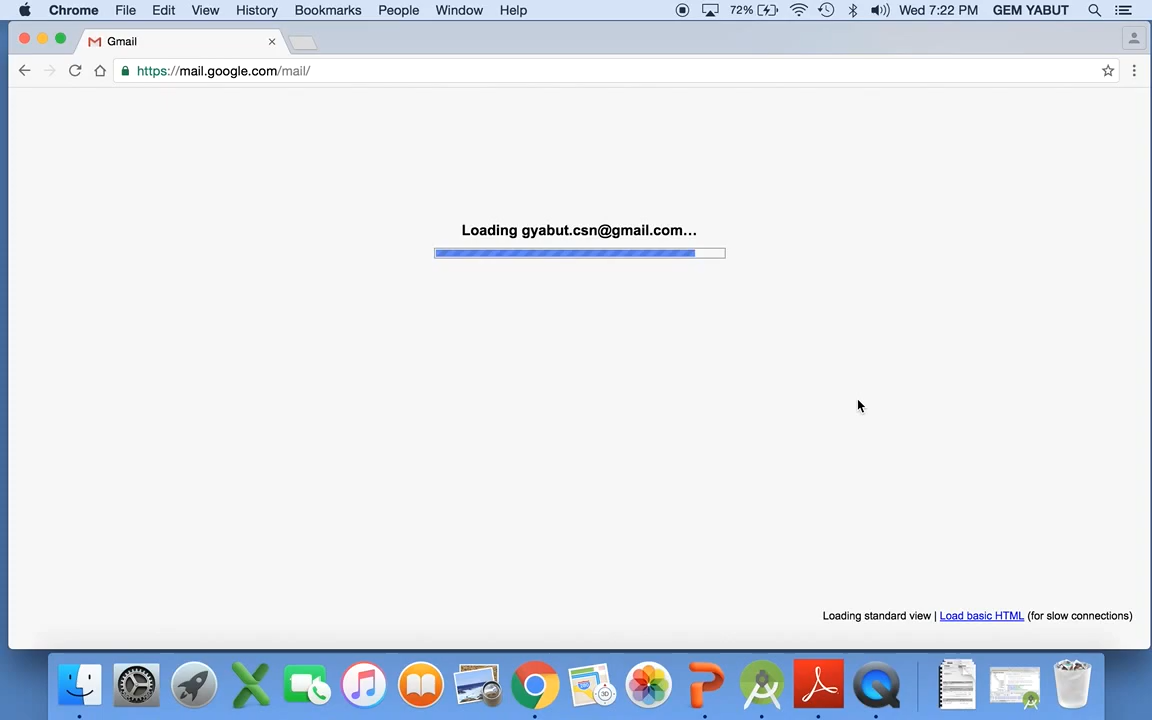 Chrome File Edit View History Bookmarks People Window Help 72% Wed 7:22 PM GEM YABUT
Gmail
https://mail.google.com/mail/
Loading gyabut.csn@gmail.com...
Loading standard view | Load basic HTML (for slow connections)
3D